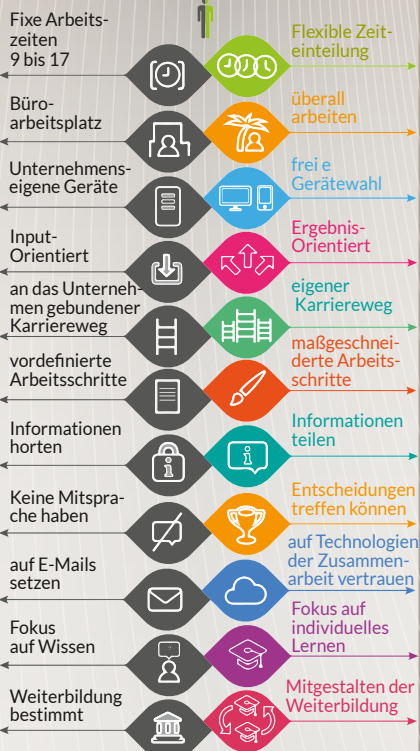 Fixe Arbeits-
zeiten
9 bis 17
Flexible Zeit-
einteilung
Büro-
arbeitsplatz
überall
arbeiten
Unternehmens-
eigene Geräte
frei e
Gerätewahl
Input-
Orientiert
Ergebnis-
Orientiert
an das Unterneh-
men gebundener
Karriereweg
eigener
Karriereweg
vordefinierte
Arbeitsschritte
maßgeschnei-
derte Arbeits-
schritte
Informationen
horten
Informationen
teilen
Keine Mitspra-
che haben
Entscheidungen
treffen können
auf E-Mails
setzen
auf Technologien
der Zusammen-
arbeit vertrauen
Fokus
auf Wissen
Fokus auf
individuelles
Lernen
Weiterbildung
bestimmt
Mitgestalten der
Weiterbildung